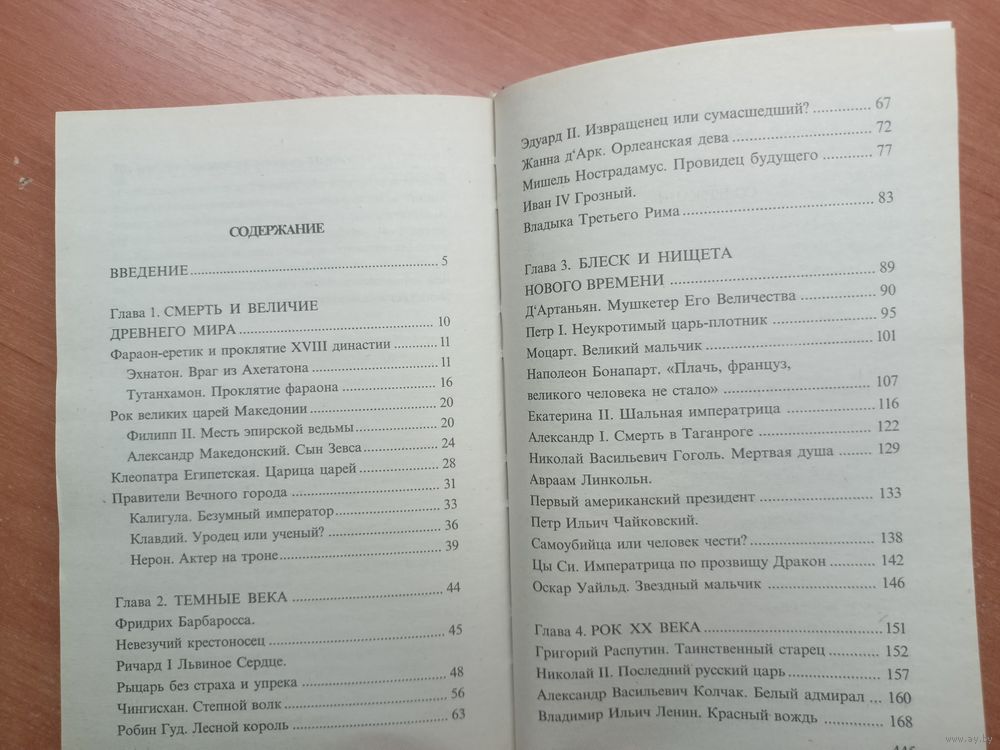 СОДЕРЖАНИЕ
ВВЕДЕНИЕ ..... 5
Глава 1. СМЕРТЬ И ВЕЛИЧИЕ
ДРЕВНЕГО МИРА ..... 10
Фараон-еретик и проклятие XVIII династии ..... 11
Эхнатон. Враг из Ахетатона ..... 11
Тутанхамон. Проклятие фараона ..... 16
Рок великих царей Македонии ..... 20
Филипп II. Месть эпирской ведьмы ..... 20
Александр Македонский. Сын Зевса ..... 24
Клеопатра Египетская. Царица царей ..... 28
Правители Вечного города ..... 31
Калигула. Безумный император ..... 33
Клавдий. Уродец или ученый? ..... 36
Нерон. Актер на троне ..... 39
Глава 2. ТЕМНЫЕ ВЕКА ..... 44
Фридрих Барбаросса.
Невезучий крестоносец ..... 45
Ричард I Львиное Сердце.
Рыцарь без страха и упрека ..... 48
Чингисхан. Степной волк ..... 56
Робин Гуд. Лесной король ..... 63
Эдуард II. Извращенец или сумасшедший? ..... 67
Жанна д‘Арк. Орлеанская дева ..... 72
Мишель Нострадамус. Провидец будущего ..... 77
Иван IV Грозный.
Владыка Третьего Рима ..... 83
Глава 3. БЛЕСК И НИЩЕТА
НОВОГО ВРЕМЕНИ ..... 89
Д‘Артаньян. Мушкетер Его Величества ..... 90
Петр I. Неукротимый царь-плотник ..... 95
Моцарт. Великий мальчик ..... 101
Наполеон Бонапарт. «Плачь, француз,
великого человека не стало» ..... 107
Екатерина II. Шальная императрица ..... 116
Александр I. Смерть в Таганроге ..... 122
Николай Васильевич Гоголь. Мертвая душа ..... 129
Авраам Линкольн.
Первый американский президент ..... 133
Петр Ильич Чайковский.
Самоубийца или человек чести? ..... 138
Цы Си. Императрица по прозвищу Дракон ..... 142
Оскар Уайльд. Звездный мальчик ..... 146
Глава 4. РОК XX ВЕКА ..... 151
Григорий Распутин. Таинственный старец ..... 152
Николай II. Последний русский царь ..... 157
Александр Васильевич Колчак. Белый адмирал ..... 160
Владимир Ильич Ленин. Красный вождь ..... 168
www.ay.by